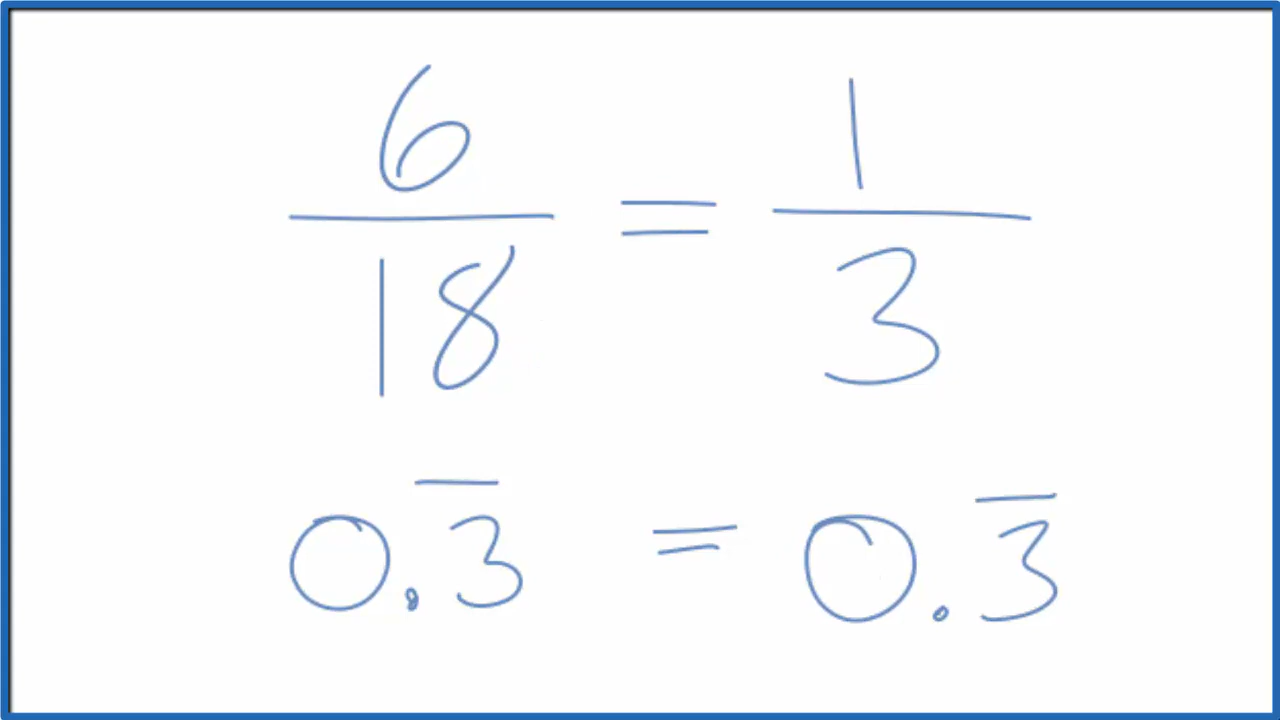 6/18 = 1/3
0.3̅ = 0.3̅